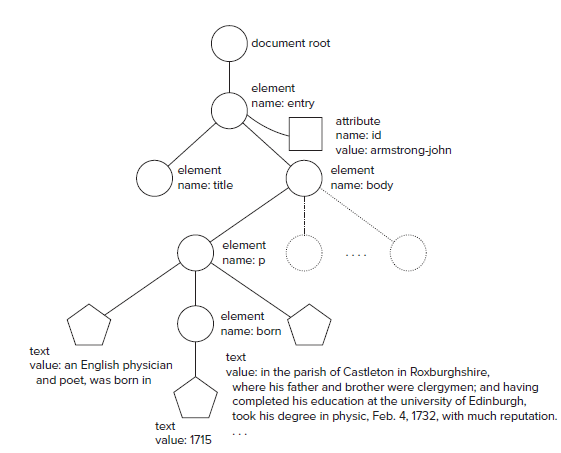 document root
element
name: entry
attribute
name: id
value: armstrong-john
element
name: title
element
name: body
element
name: p
....
element
name: born
text
value: an English physician
and poet, was born in
text
value: in the parish of Castleton in Roxburghshire,
where his father and brother were clergymen; and having
completed his education at the university of Edinburgh,
took his degree in physic, Feb. 4, 1732, with much reputation.
...
text
value: 1715